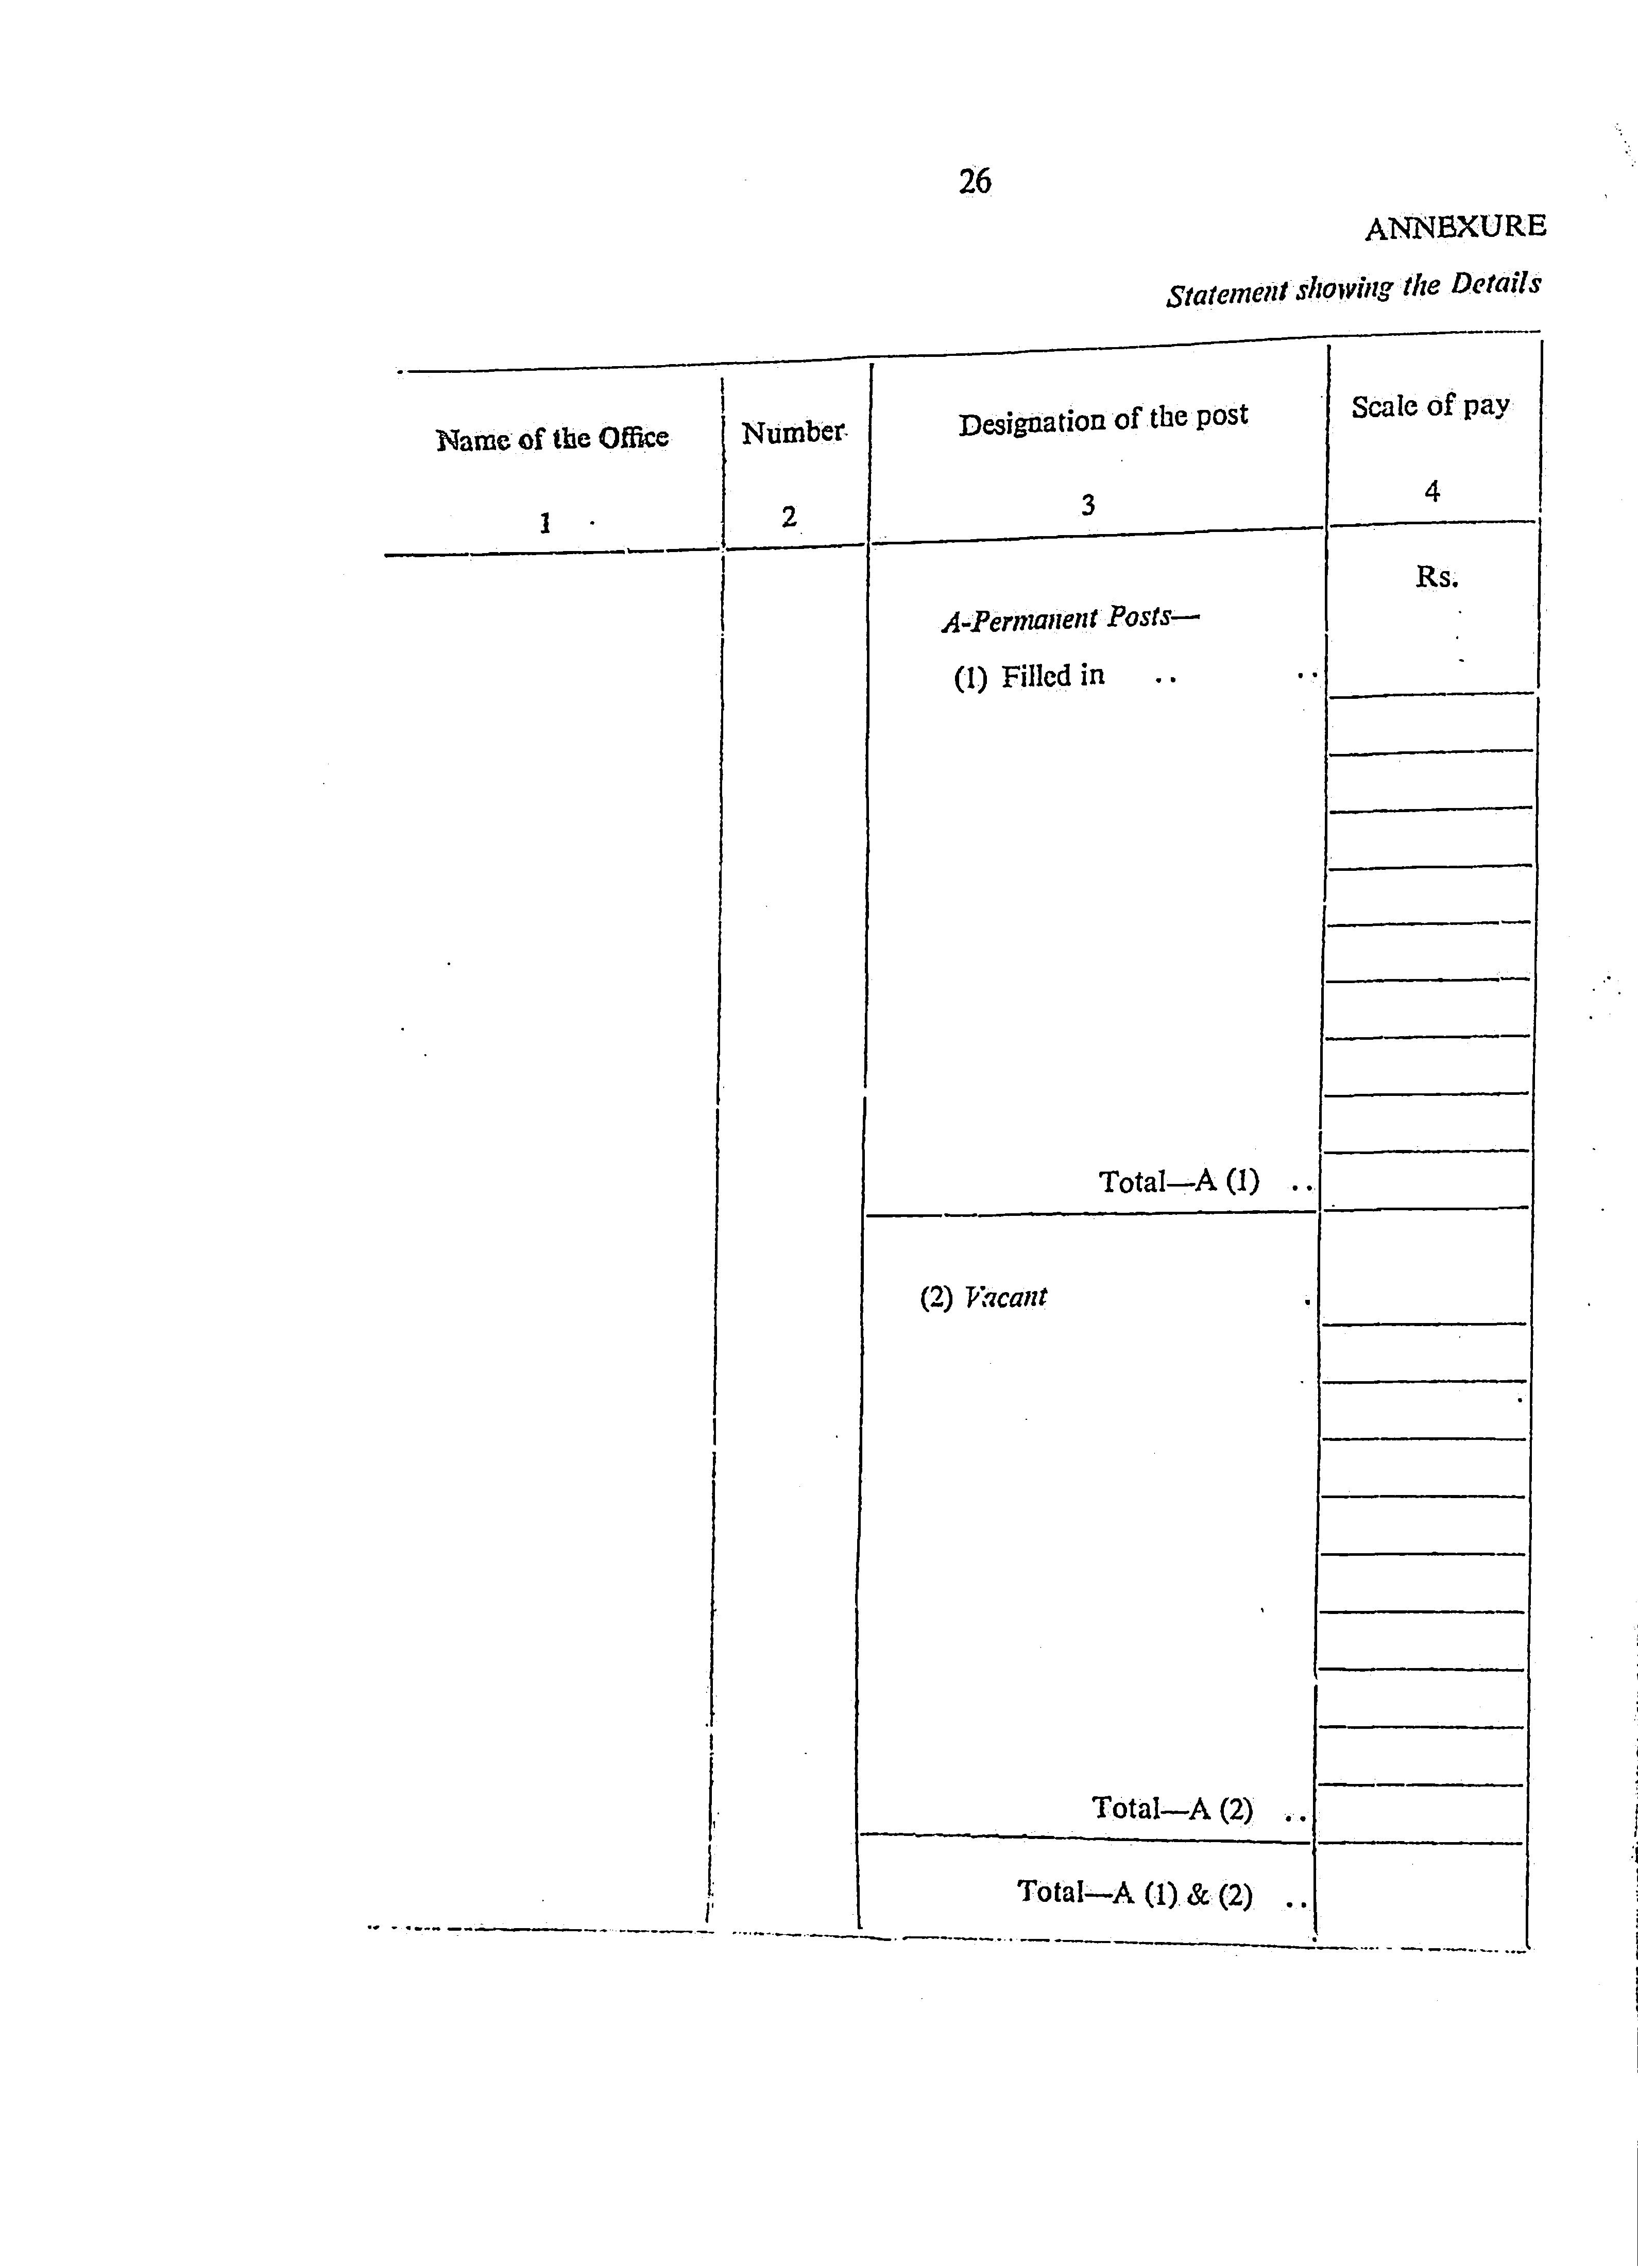 26
ANNEXURE
Statement showing the Details
Name of the Office Number Designation of the post Scale of pay
1 2 3 4
Rs.
A-Permanent Posts—
(1) Filled in .. ..
Total—A (1) ..
(2) Vacant .
Total—A (2) ..
Total—A (1) & (2) ..